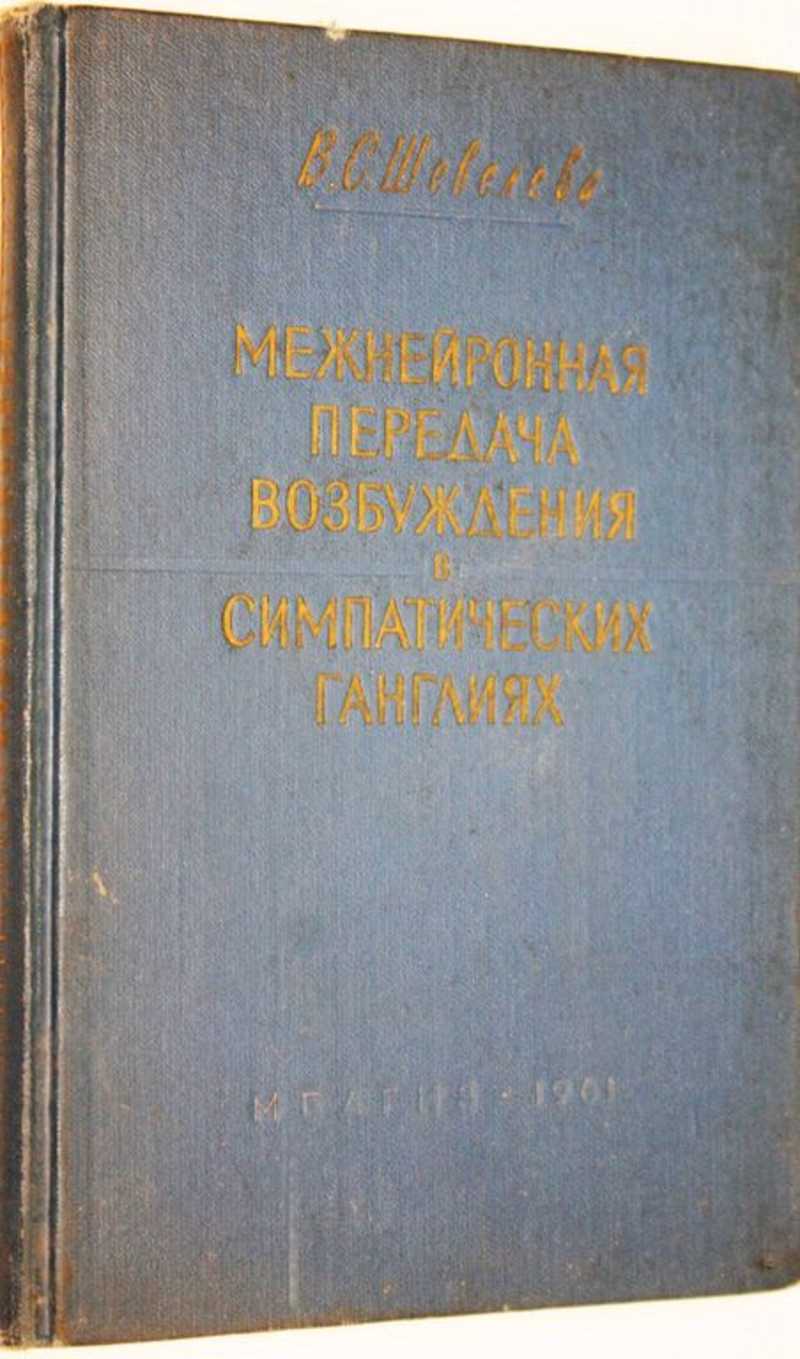 В.С.Шевелева
МЕЖНЕЙРОННАЯ
ПЕРЕДАЧА
ВОЗБУЖДЕНИЯ
в
СИМПАТИЧЕСКИХ
ГАНГЛИЯХ
МЕДГИЗ • 1961